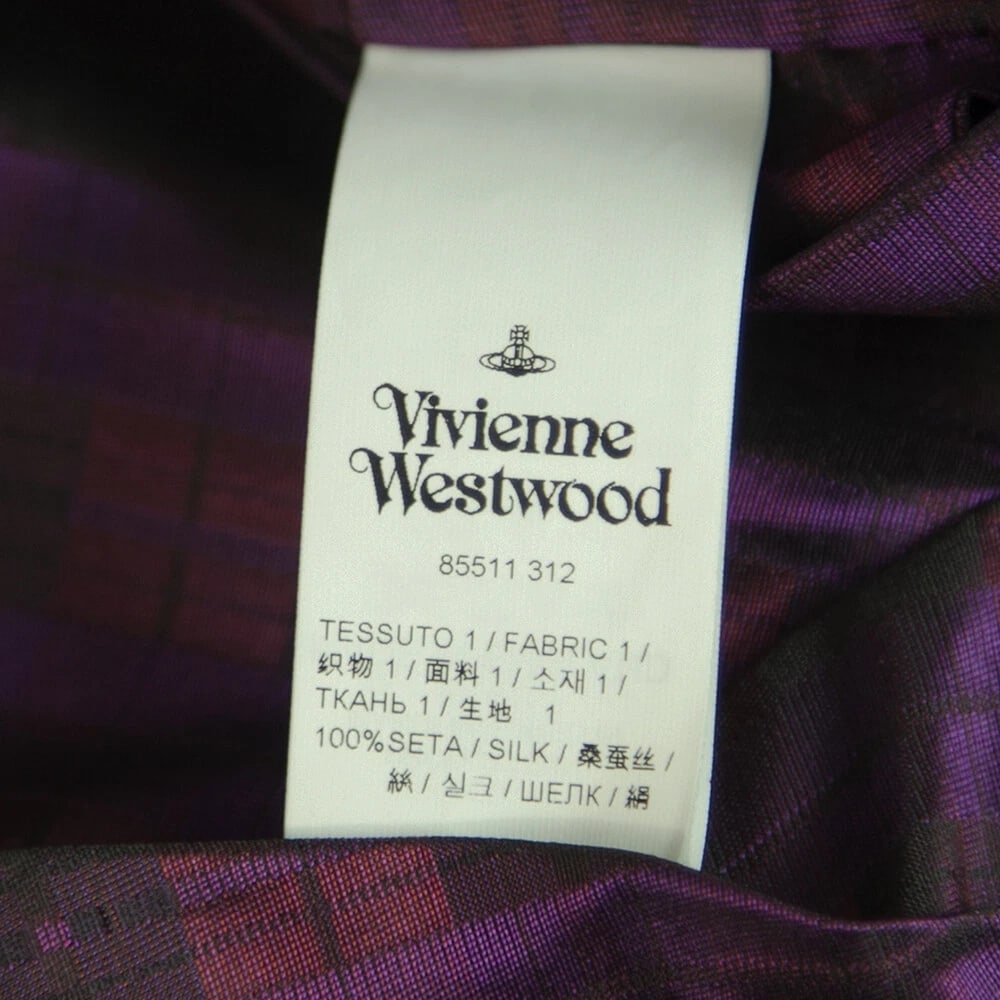 Vivienne
Westwood
85511 312
TESSUTO 1 / FABRIC 1 /
织物 1 / 面料 1 / 소재 1 /
ТКАНЬ 1 / 生地 1
100%SETA / SILK / 桑蚕丝 /
絲 / 실크 / ШЕЛК / 絹